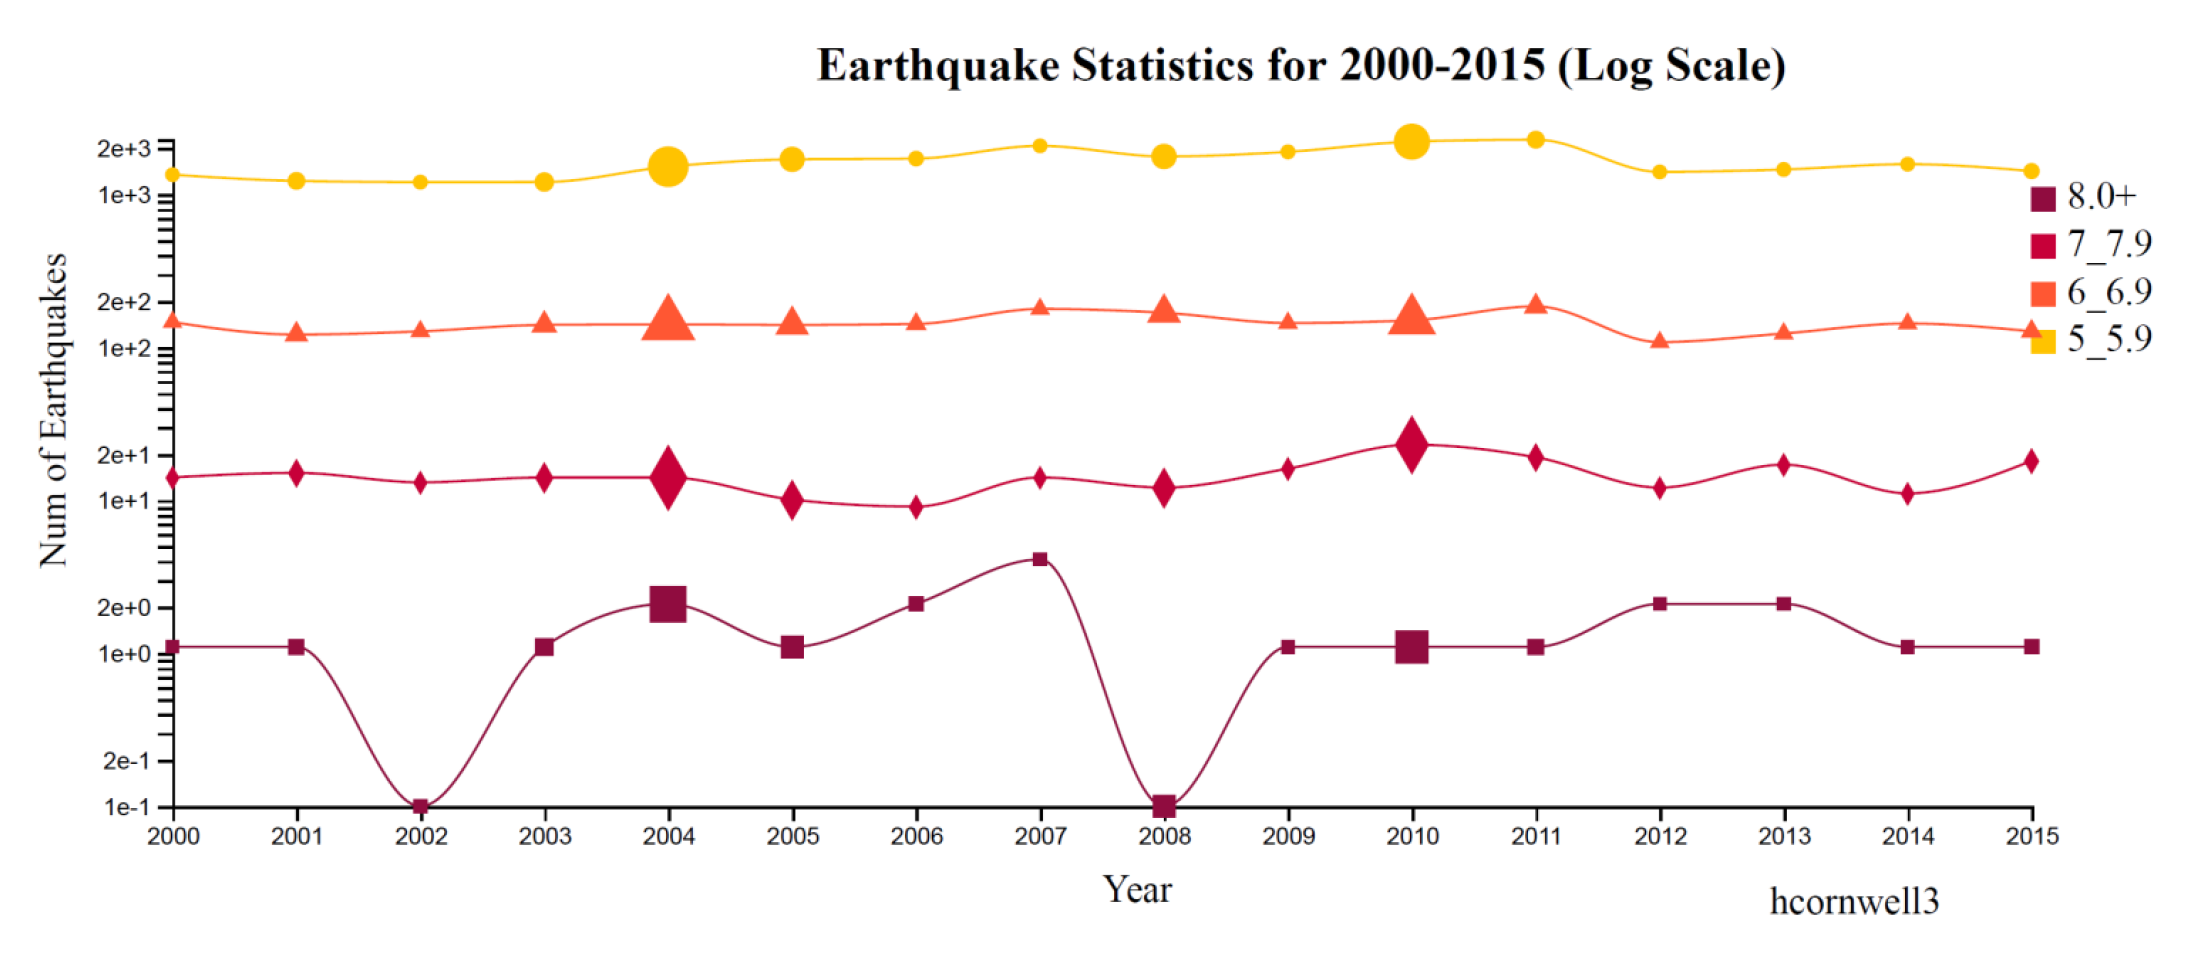 Earthquake Statistics for 2000-2015 (Log Scale)
Num of Earthquakes
2e+3
1e+3
2e+2
1e+2
2e+1
1e+1
2e+0
1e+0
2e-1
1e-1
8.0+
7_7.9
6_6.9
5_5.9
2000 2001 2002 2003 2004 2005 2006 2007 2008 2009 2010 2011 2012 2013 2014 2015
Year
hcornwell3